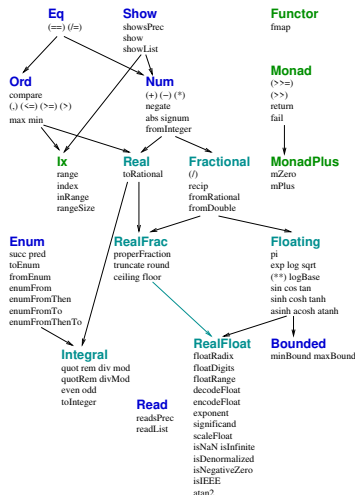 Eq
(==) (/=)
Show
showsPrec
show
showList
Functor
fmap
Ord
compare
(,) (<=) (>=) (>)
max min
Num
(+) (−) (*)
negate
abs signum
fromInteger
Monad
(>>=)
(>>)
return
fail
Ix
range
index
inRange
rangeSize
Real
toRational
Fractional
(/)
recip
fromRational
fromDouble
MonadPlus
mZero
mPlus
Enum
succ pred
toEnum
fromEnum
enumFrom
enumFromThen
enumFromTo
enumFromThenTo
RealFrac
properFraction
truncate round
ceiling floor
Floating
pi
exp log sqrt
(**) logBase
sin cos tan
sinh cosh tanh
asinh acosh atanh
Integral
quot rem div mod
quotRem divMod
even odd
toInteger
Read
readsPrec
readList
RealFloat
floatRadix
floatDigits
floatRange
decodeFloat
encodeFloat
exponent
significand
scaleFloat
isNaN isInfinite
isDenormalized
isNegativeZero
isIEEE
atan2
Bounded
minBound maxBound